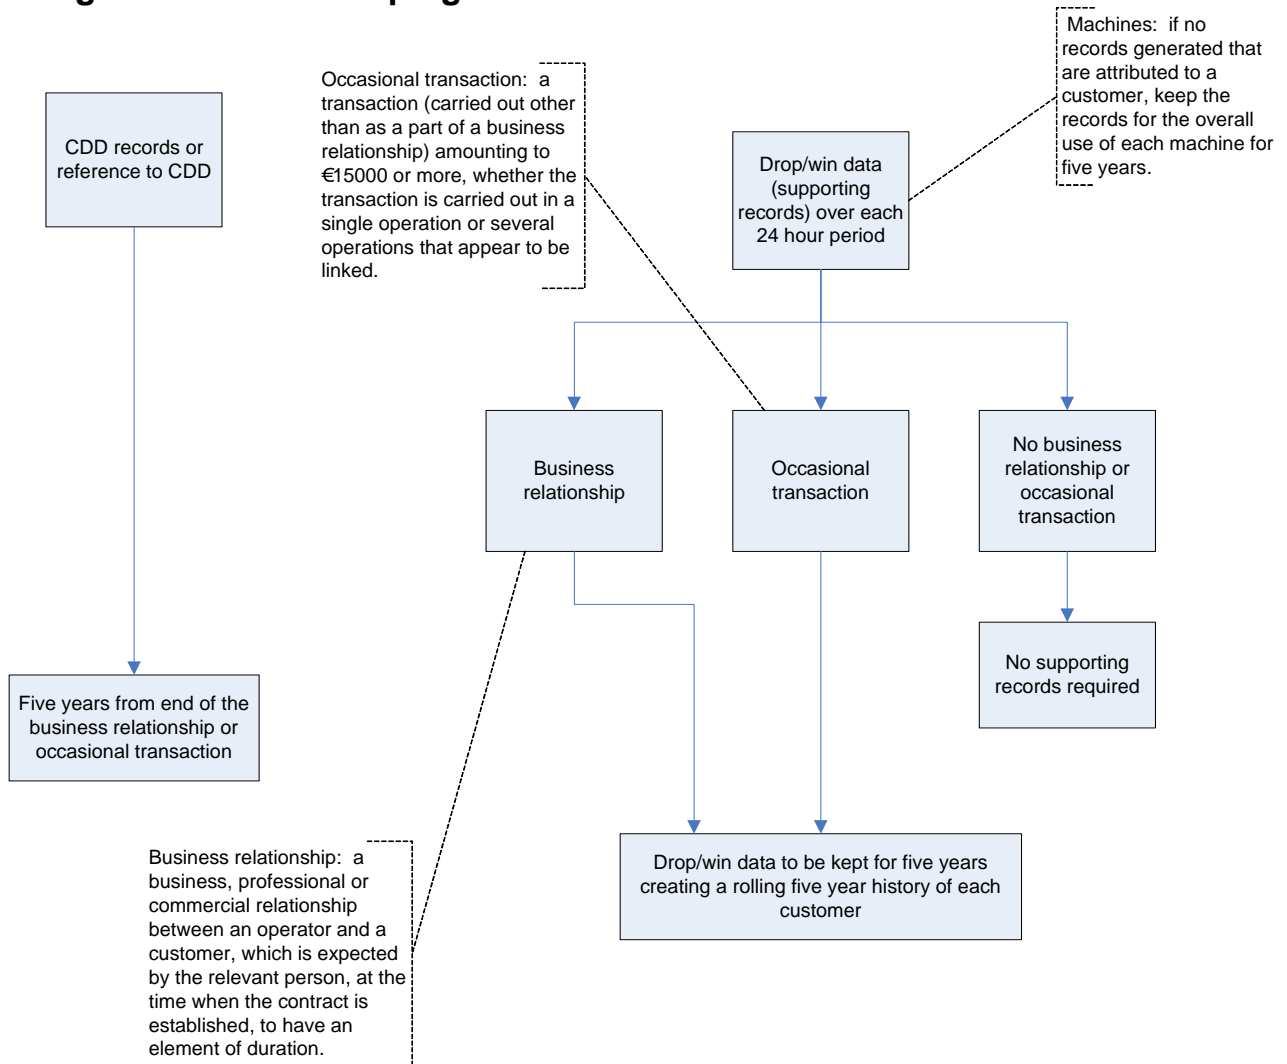 Machines: if no
records generated that
are attributed to a
customer, keep the
records for the overall
use of each machine for
five years.
Occasional transaction: a
transaction (carried out other
than as a part of a business
relationship) amounting to
€15000 or more, whether the
transaction is carried out in a
single operation or several
operations that appear to be
linked.
CDD records or
reference to CDD
Drop/win data
(supporting
records) over each
24 hour period
Business
relationship
Occasional
transaction
No business
relationship or
occasional
transaction
No supporting
records required
Five years from end of the
business relationship or
occasional transaction
Drop/win data to be kept for five years
creating a rolling five year history of each
customer
Business relationship: a
business, professional or
commercial relationship
between an operator and a
customer, which is expected
by the relevant person, at the
time when the contract is
established, to have an
element of duration.